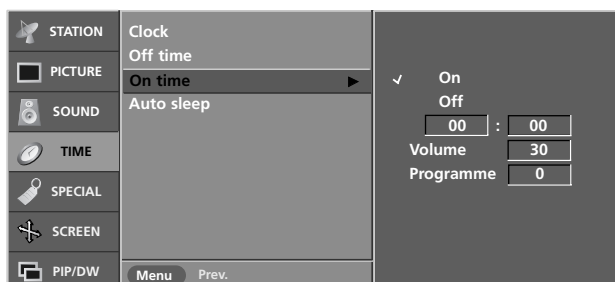 STATION
PICTURE
SOUND
TIME
SPECIAL
SCREEN
PIP/DW
Clock
Off time
On time
Auto sleep
Menu Prev.
On
Off
00 : 00
Volume 30
Programme 0